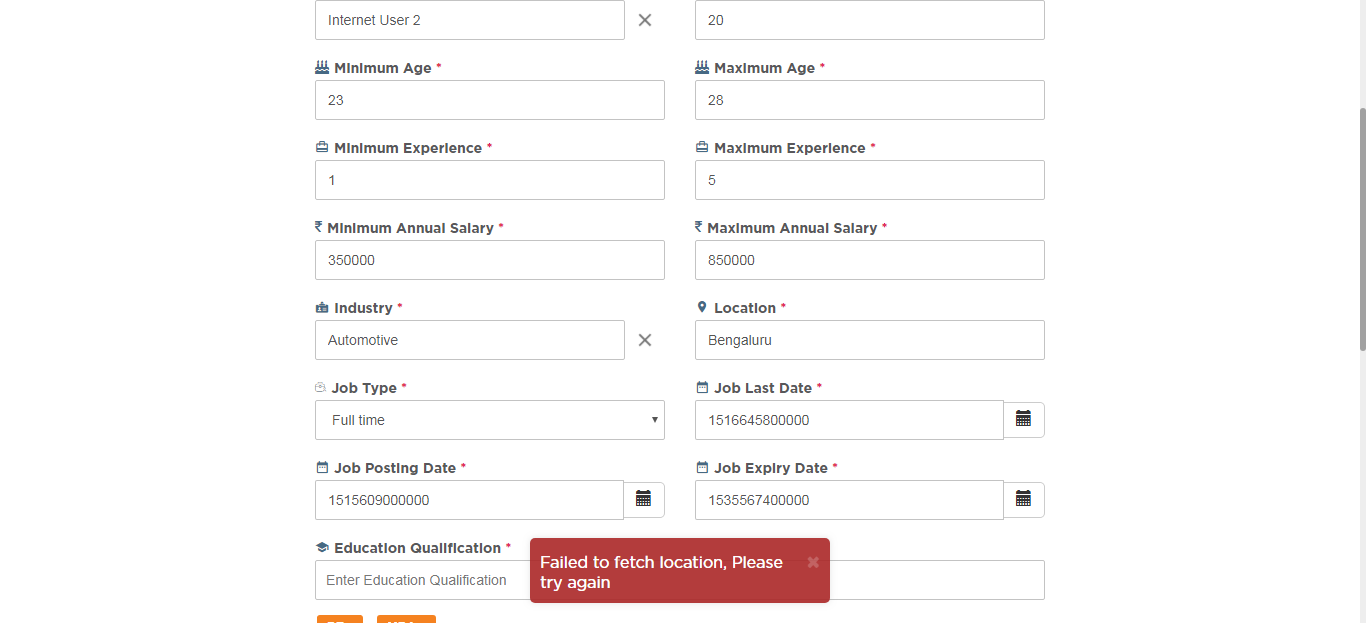 Internet User 2
20
Minimum Age *
Maximum Age *
23
28
Minimum Experience *
Maximum Experience *
1
5
₹ Minimum Annual Salary *
₹ Maximum Annual Salary *
350000
850000
Industry *
Location *
Automotive
Bengaluru
Job Type *
Job Last Date *
Full time
1516645800000
Job Posting Date *
Job Expiry Date *
1515609000000
1535567400000
Education Qualification *
Enter Education Qualification
Failed to fetch location, Please
try again